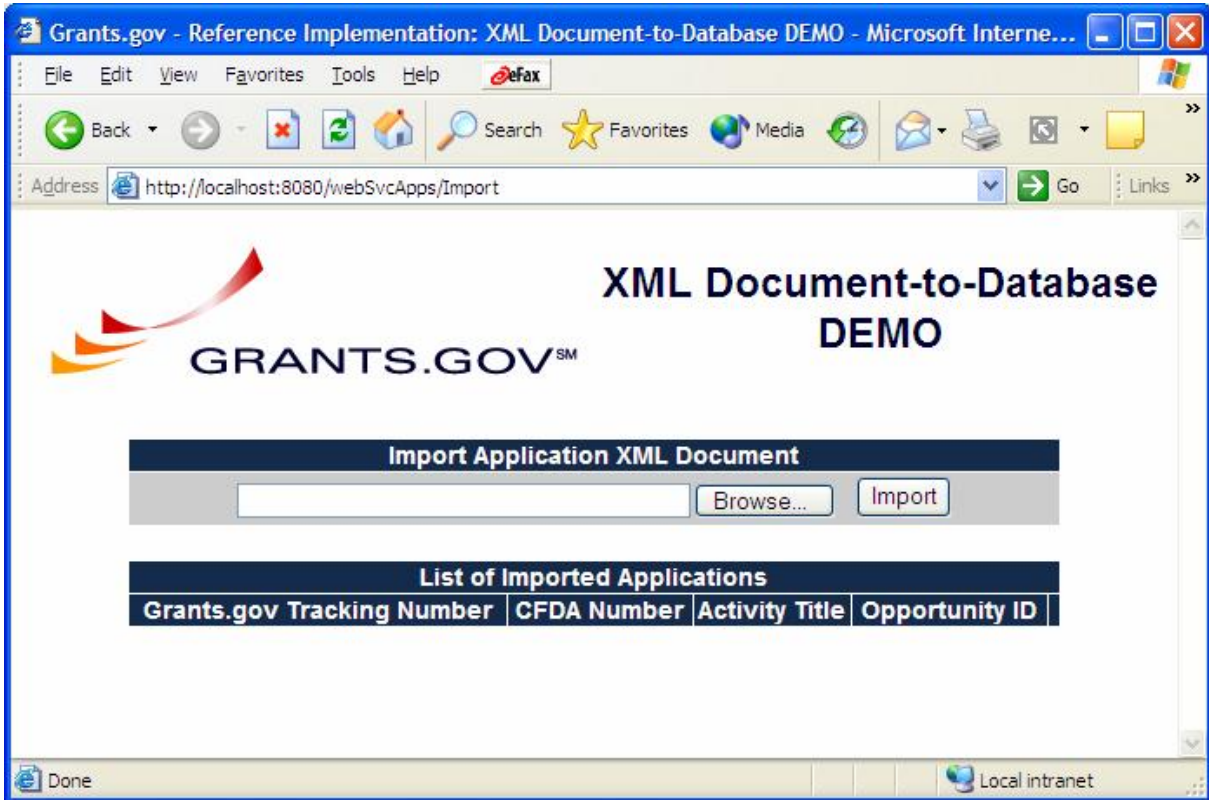 Grants.gov - Reference Implementation: XML Document-to-Database DEMO - Microsoft Interne...
File Edit View Favorites Tools Help eFax
Back Search Favorites Media »
Address http://localhost:8080/webSvcApps/Import Go Links »
XML Document-to-Database
DEMO
GRANTS.GOV℠
Import Application XML Document
Browse... Import
List of Imported Applications
Grants.gov Tracking Number CFDA Number Activity Title Opportunity ID
Done Local intranet